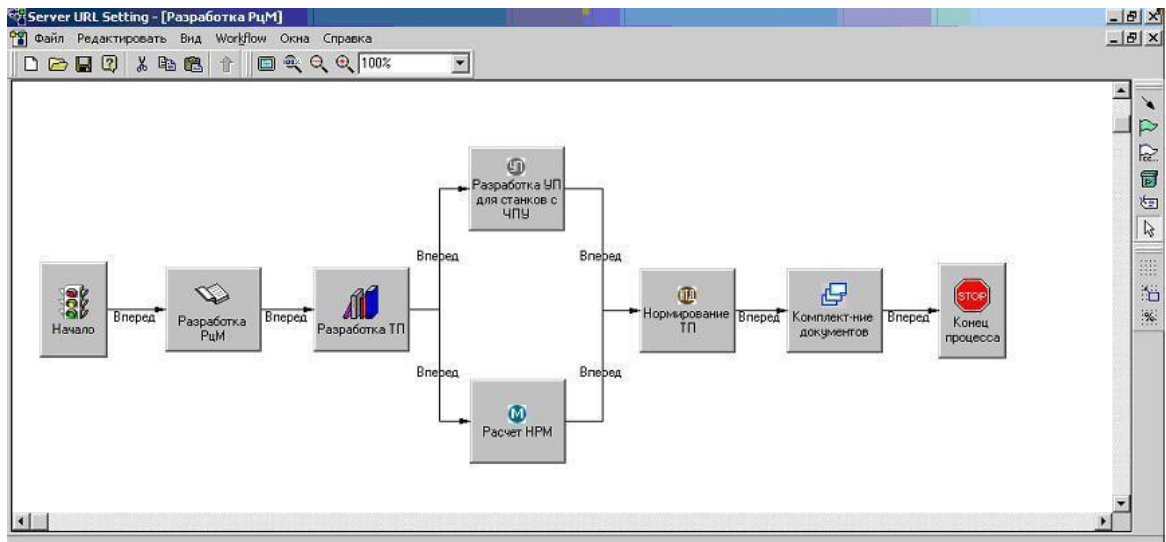 Server URL Setting - [Разработка РцМ]
Файл Редактировать Вид Workflow Окна Справка
100%
УП
Разработка УП
для станков с
ЧПУ
Вперед
Вперед
Начало
Вперед
Разработка
РцМ
Вперед
Разработка ТП
Нормирование
ТП
Вперед
Комплект-ние
документов
Вперед
STOP
Конец
процесса
Вперед
Вперед
М
Расчет НРМ